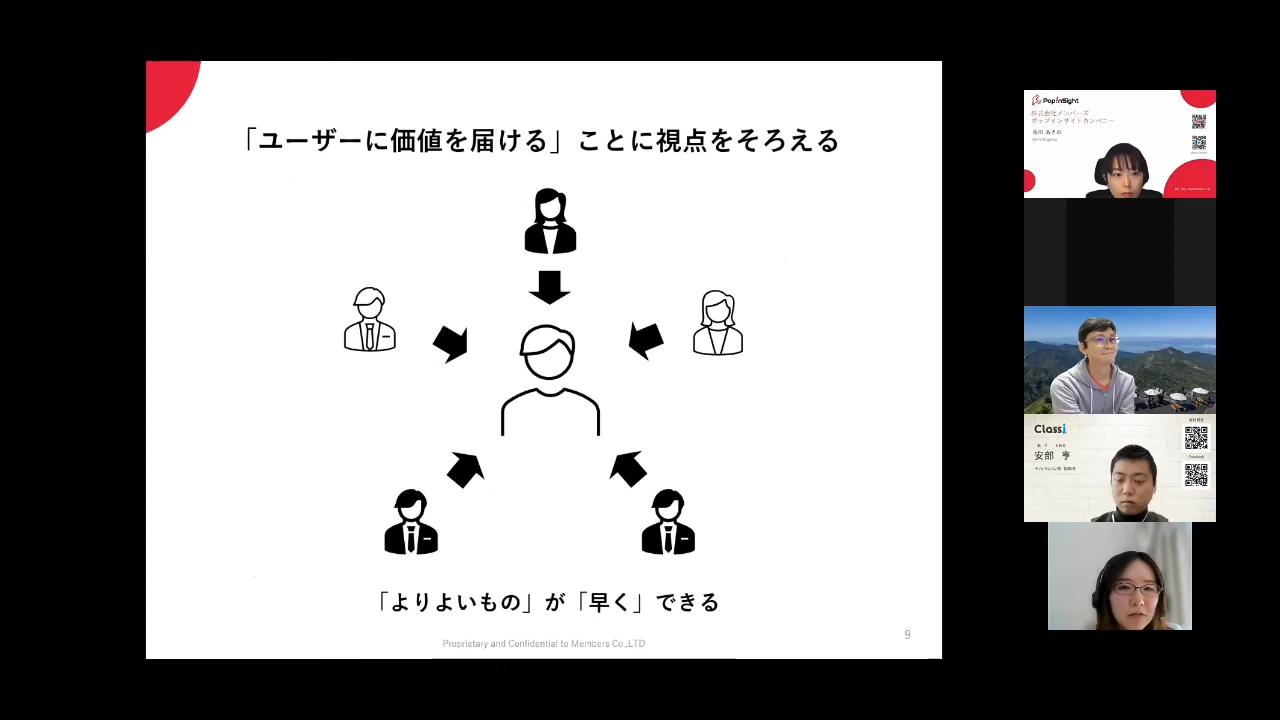 「ユーザーに価値を届ける」ことに視点をそろえる
「よりよいもの」が「早く」できる
Proprietary and Confidential to Members Co.,LTD
9
Pop InSight
株式会社メンバーズ
ポップインサイトカンパニー
Classi
安部 亨
Facebook